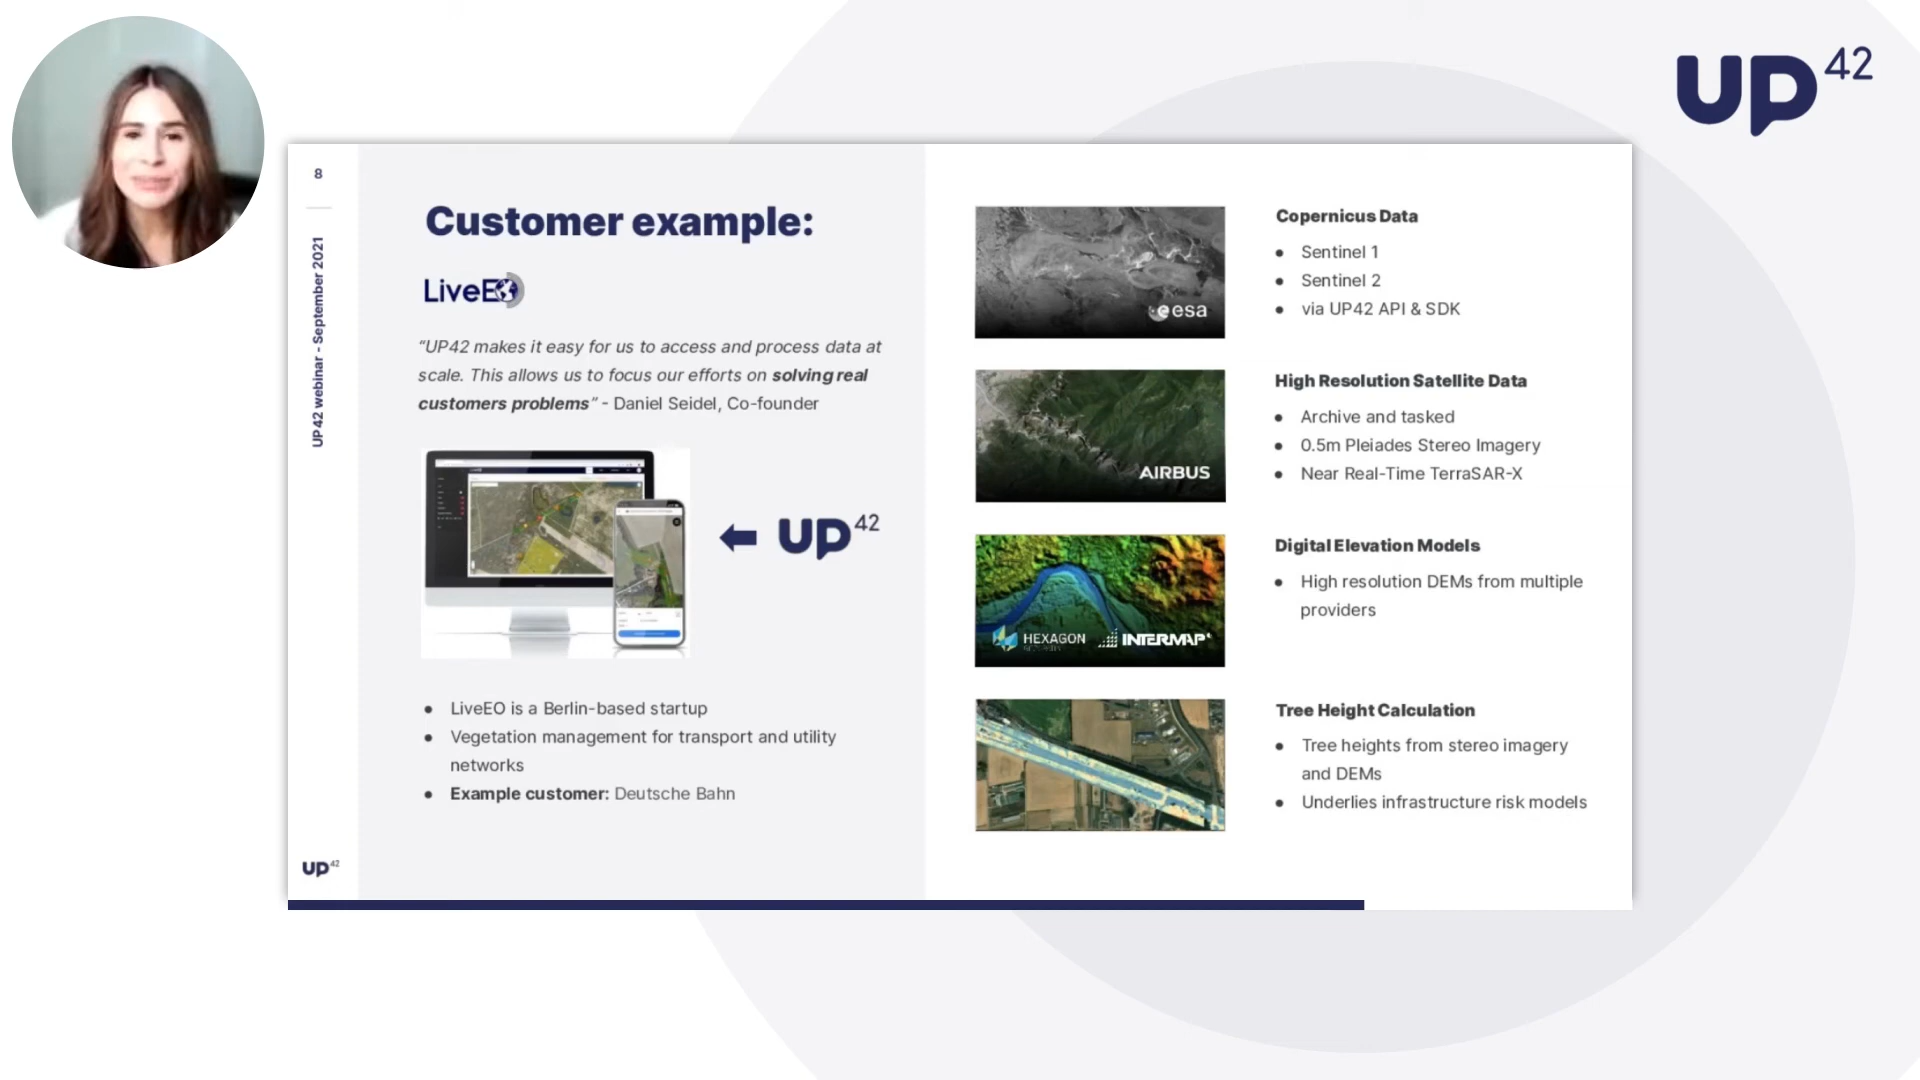 UP42
8
UP42 webinar - September 2021
Customer example:
LiveEO
“UP42 makes it easy for us to access and process data at
scale. This allows us to focus our efforts on solving real
customers problems” - Daniel Seidel, Co-founder
UP42
LiveEO is a Berlin-based startup
Vegetation management for transport and utility
networks
Example customer: Deutsche Bahn
UP42
esa
Copernicus Data
Sentinel 1
Sentinel 2
via UP42 API & SDK
AIRBUS
High Resolution Satellite Data
Archive and tasked
0.5m Pleiades Stereo Imagery
Near Real-Time TerraSAR-X
HEXAGON
INTERMAP
Digital Elevation Models
High resolution DEMs from multiple
providers
Tree Height Calculation
Tree heights from stereo imagery
and DEMs
Underlies infrastructure risk models